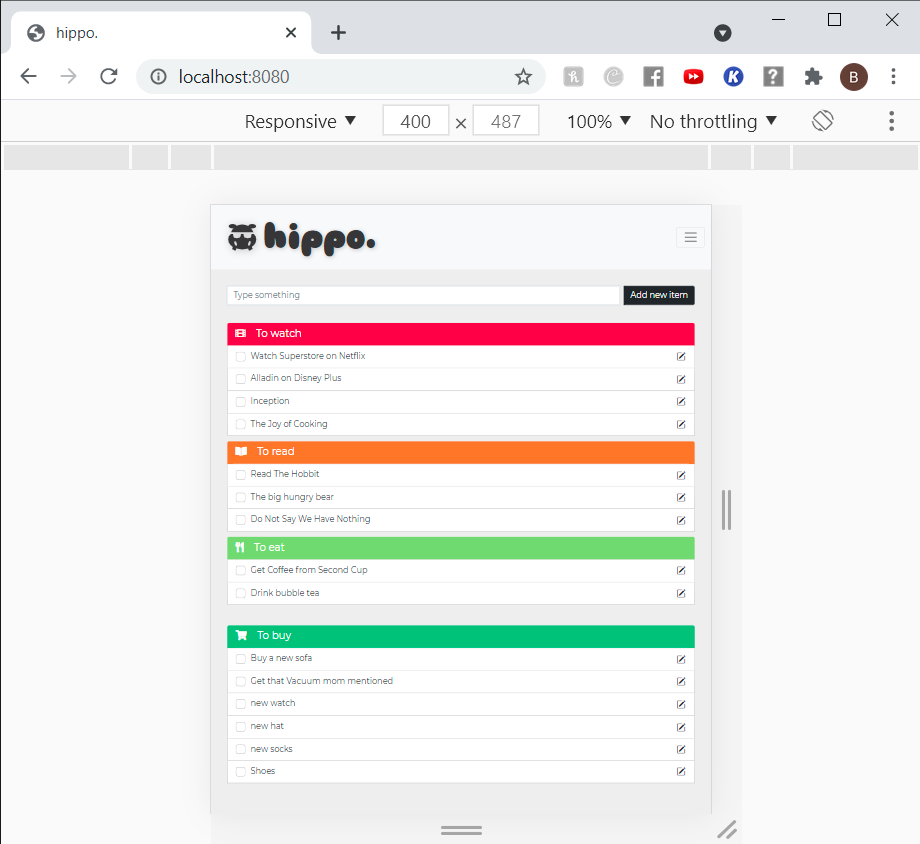 hippo.
localhost:8080
B
Responsive 400 × 487 100% No throttling
hippo.
Type something Add new item
To watch
Watch Superstore on Netflix
Alladin on Disney Plus
Inception
The Joy of Cooking
To read
Read The Hobbit
The big hungry bear
Do Not Say We Have Nothing
To eat
Get Coffee from Second Cup
Drink bubble tea
To buy
Buy a new sofa
Get that Vacuum mom mentioned
new watch
new hat
new socks
Shoes